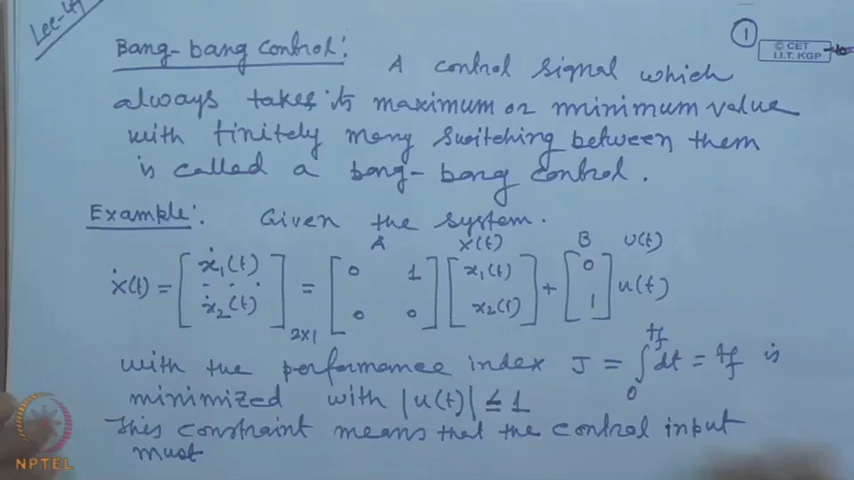 Lec-47
①
© CET
I.I.T. KGP
Bang-bang Control: A control signal which
always takes its maximum or minimum value
with finitely many switching between them
is called a bang-bang control.
Example: Given the system.
A X(t) B U(t)
ẋ(t) = [ẋ₁(t) ẋ₂(t)]₂ₓ₁ = [0 1 0 0] [x₁(t) x₂(t)] + [0 1] u(t)
with the performance index J = ∫₀^tf dt = tf is
minimized with |u(t)| ≤ 1
This constraint means that the control input
must
NPTEL